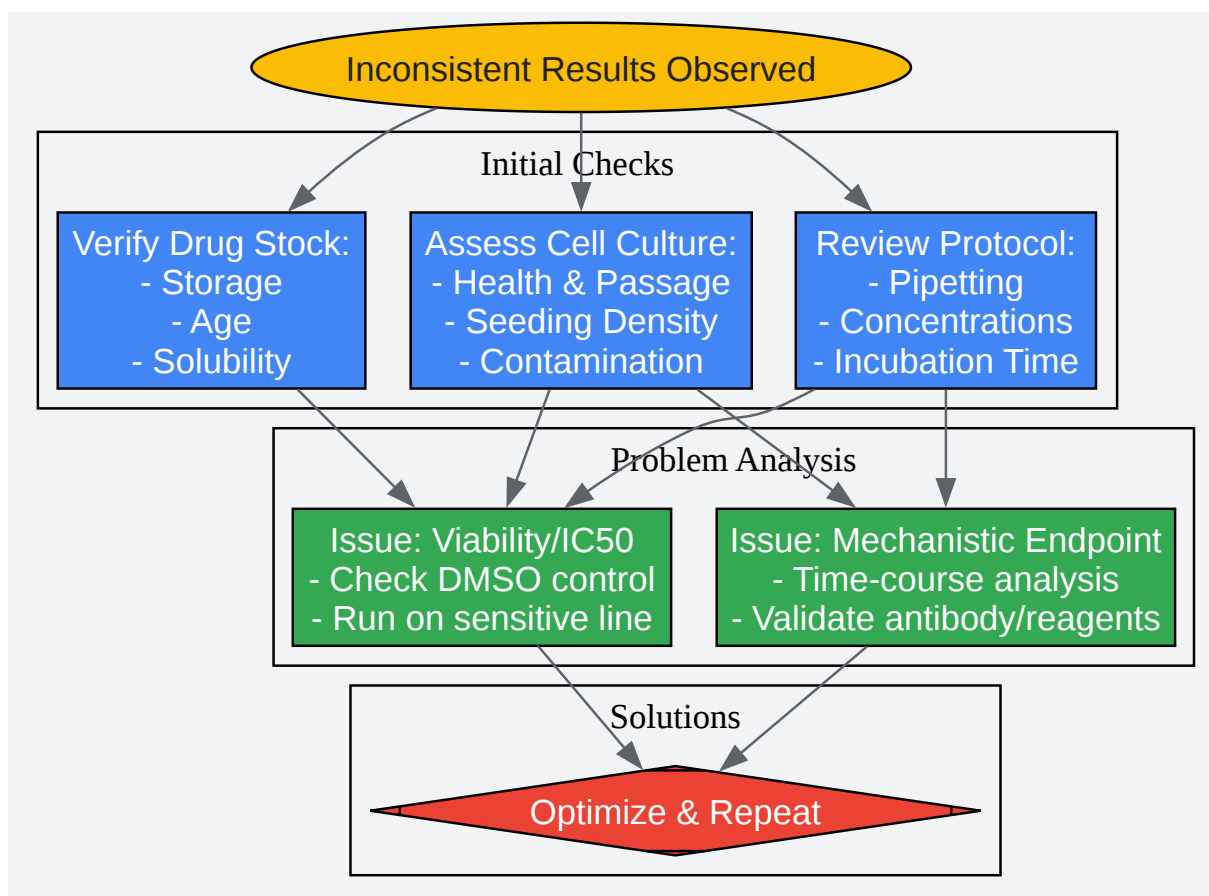 Inconsistent Results Observed
Initial Checks
Verify Drug Stock:
- Storage
- Age
- Solubility
Assess Cell Culture:
- Health & Passage
- Seeding Density
- Contamination
Review Protocol:
- Pipetting
- Concentrations
- Incubation Time
Problem Analysis
Issue: Viability/IC50
- Check DMSO control
- Run on sensitive line
Issue: Mechanistic Endpoint
- Time-course analysis
- Validate antibody/reagents
Solutions
Optimize & Repeat